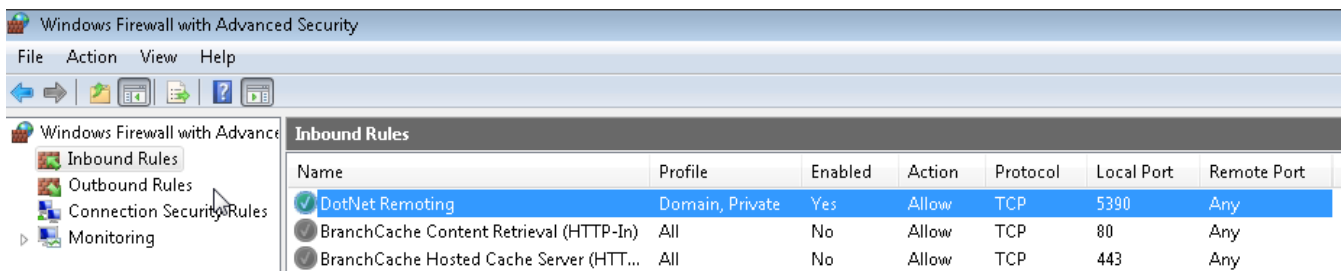 Windows Firewall with Advanced Security
File Action View Help
Windows Firewall with Advance
Inbound Rules
Outbound Rules
Connection Security Rules
Monitoring
Inbound Rules
Name Profile Enabled Action Protocol Local Port Remote Port
DotNet Remoting Domain, Private Yes Allow TCP 5390 Any
BranchCache Content Retrieval (HTTP-In) All No Allow TCP 80 Any
BranchCache Hosted Cache Server (HTT... All No Allow TCP 443 Any